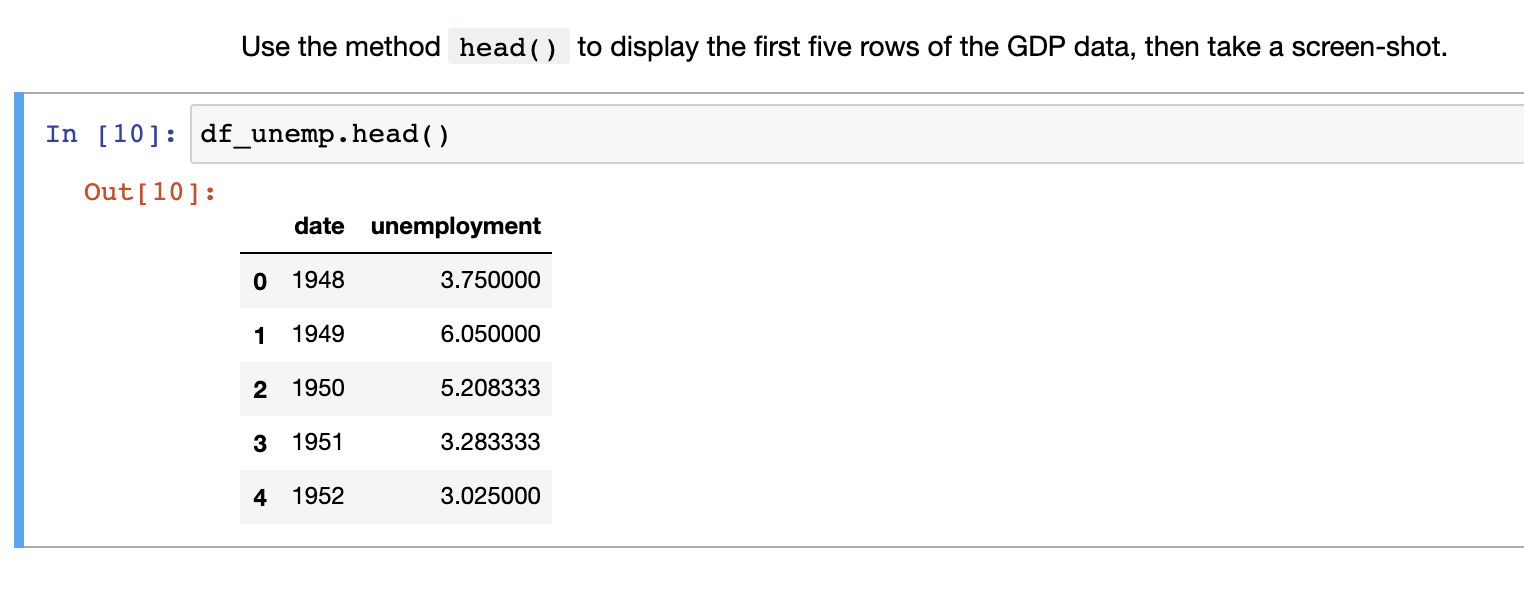 Use the method head() to display the first five rows of the GDP data, then take a screen-shot.
In [10]: df_unemp.head()
Out[10]:
date unemployment
0 1948 3.750000
1 1949 6.050000
2 1950 5.208333
3 1951 3.283333
4 1952 3.025000